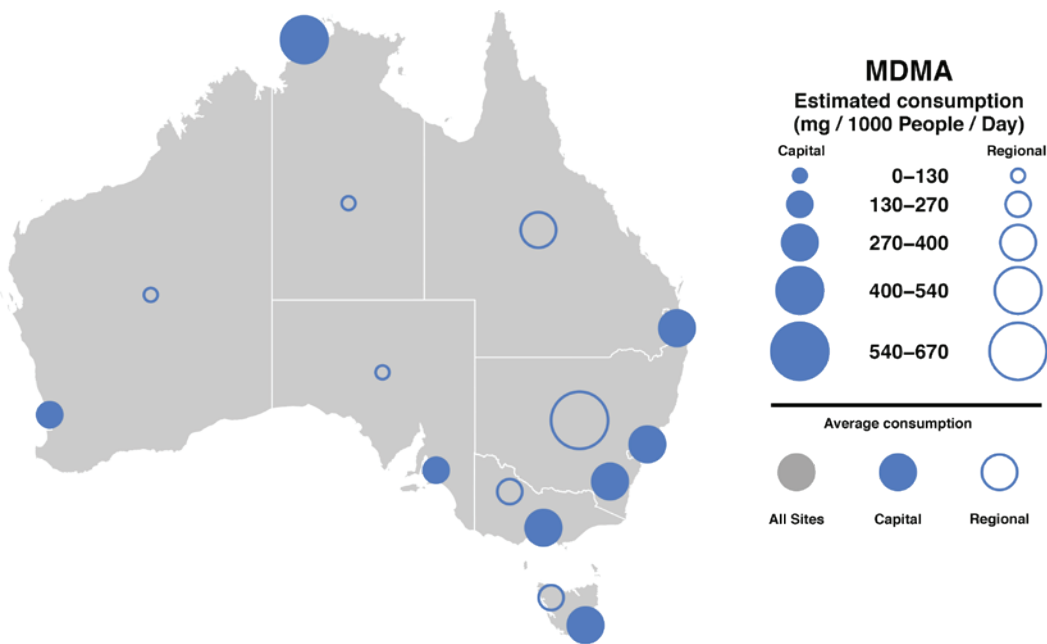 MDMA
Estimated consumption
(mg / 1000 People / Day)
Capital
Regional
0–130
130–270
270–400
400–540
540–670
Average consumption
All Sites
Capital
Regional